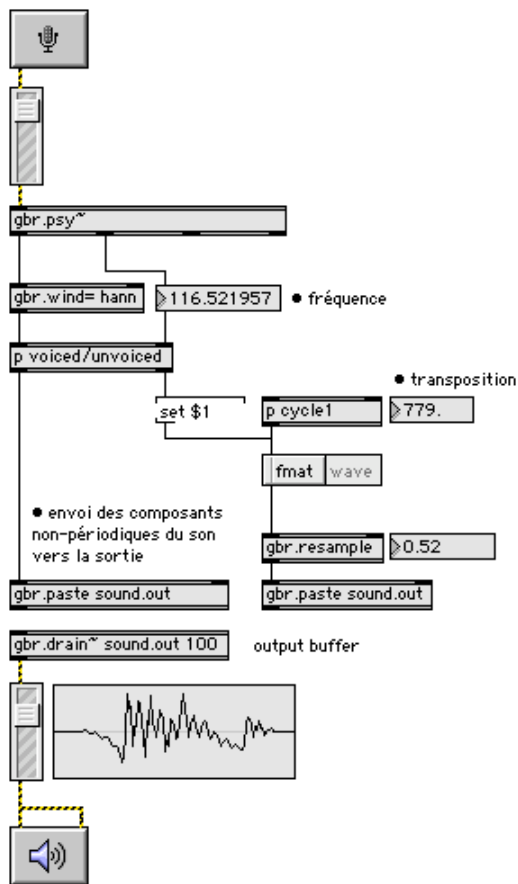 gbr.psy~
gbr.wind= hann
116.521957
● fréquence
p voiced/unvoiced
● transposition
set $1
p cycle1
779.
fmat wave
● envoi des composants
non-périodiques du son
vers la sortie
gbr.resample
0.52
gbr.paste sound.out
gbr.paste sound.out
gbr.drain~ sound.out 100
output buffer